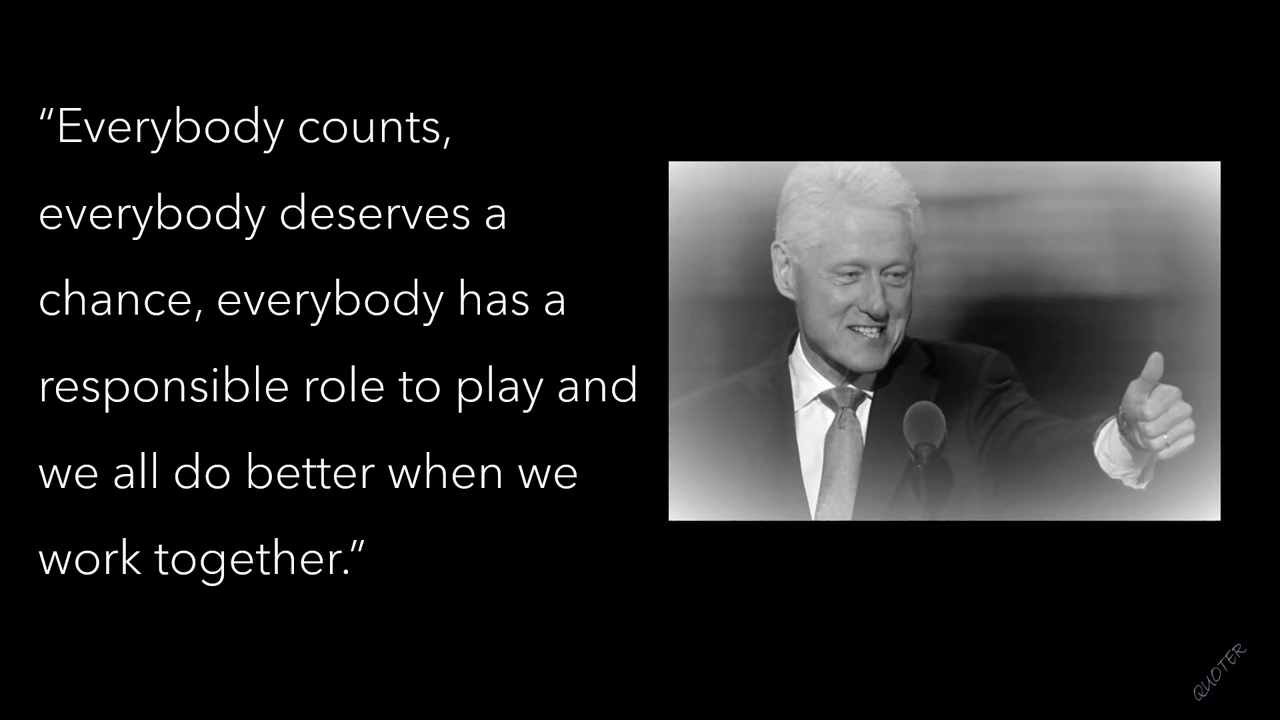 “Everybody counts,
everybody deserves a
chance, everybody has a
responsible role to play and
we all do better when we
work together.”
QUOTER